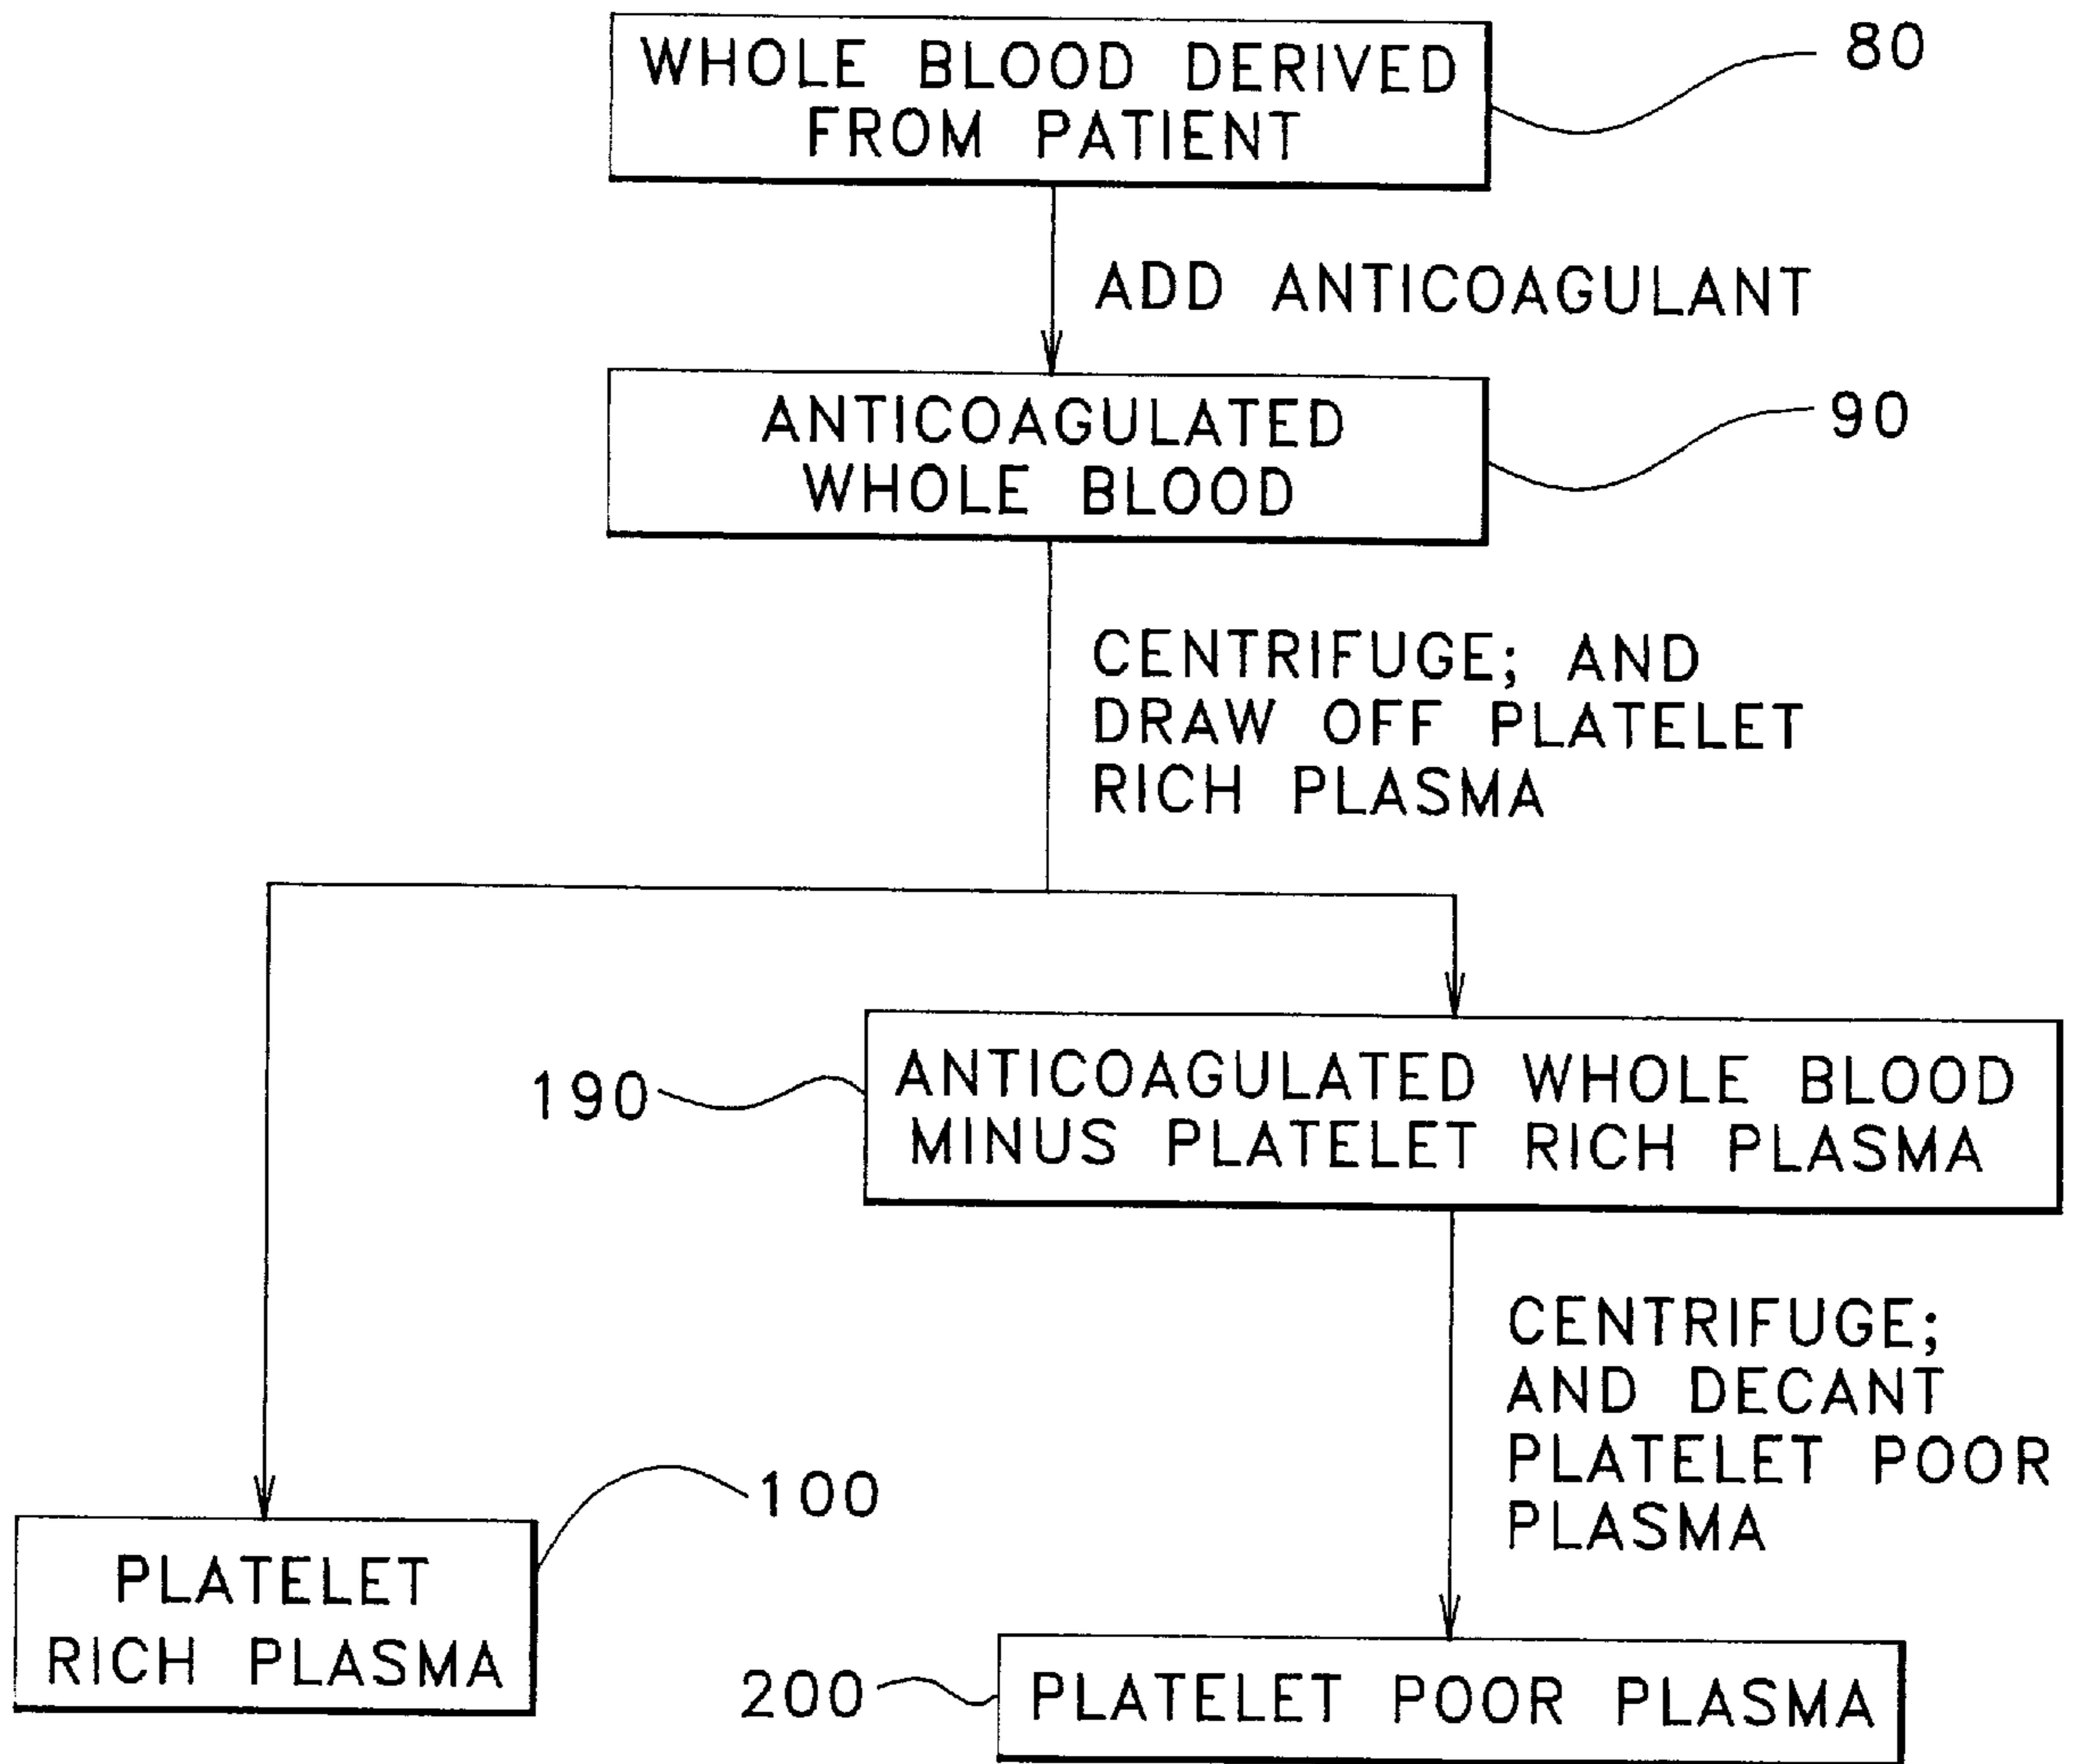 WHOLE BLOOD DERIVED
FROM PATIENT
80
ADD ANTICOAGULANT
ANTICOAGULATED
WHOLE BLOOD
90
CENTRIFUGE; AND
DRAW OFF PLATELET
RICH PLASMA
190
ANTICOAGULATED WHOLE BLOOD
MINUS PLATELET RICH PLASMA
CENTRIFUGE;
AND DECANT
PLATELET POOR
PLASMA
100
PLATELET
RICH PLASMA
200
PLATELET POOR PLASMA